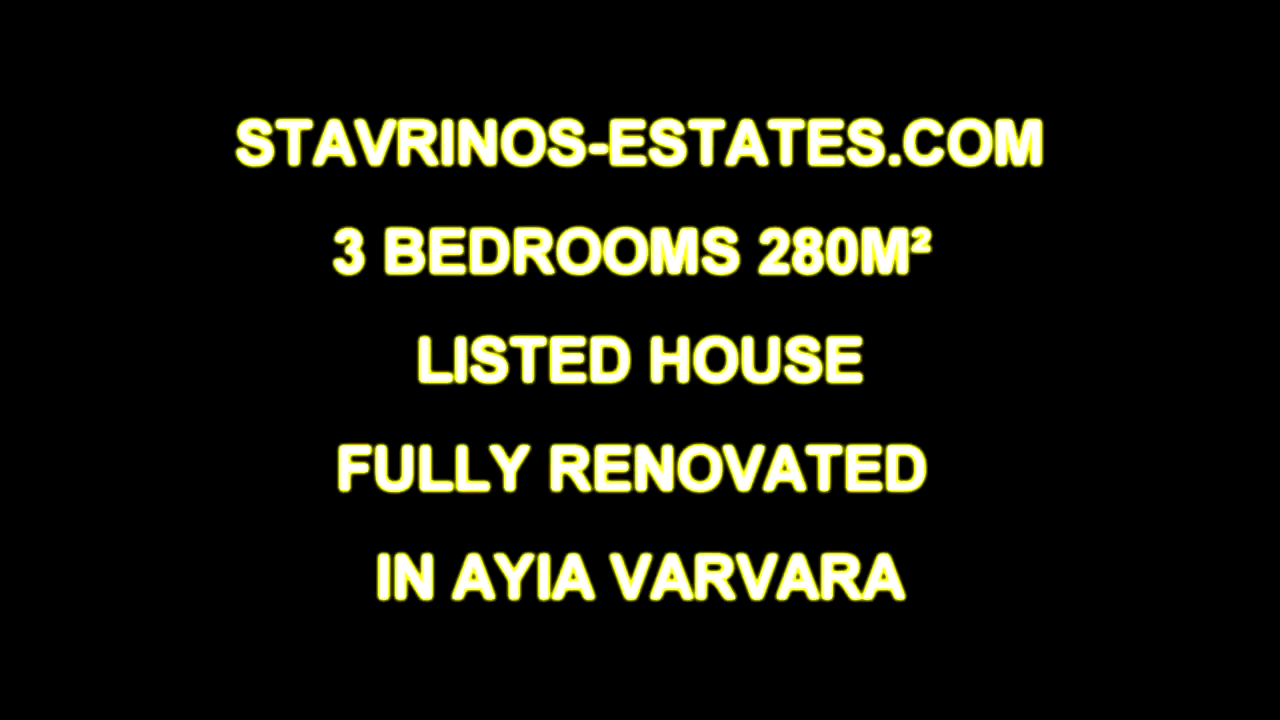 STAVRINOS-ESTATES.COM
3 BEDROOMS 280M²
LISTED HOUSE
FULLY RENOVATED
IN AYIA VARVARA